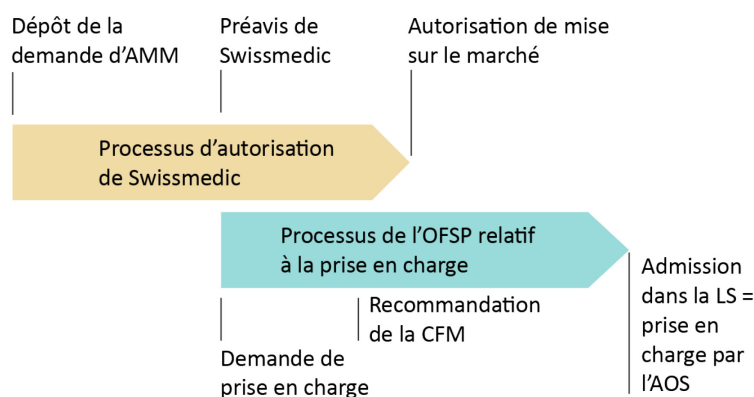 Dépôt de la
demande d’AMM
Préavis de
Swissmedic
Autorisation de mise
sur le marché
Processus d’autorisation
de Swissmedic
Processus de l’OFSP relatif
à la prise en charge
Recommandation
de la CFM
Demande de
prise en charge
Admission
dans la LS =
prise en
charge par
l’AOS